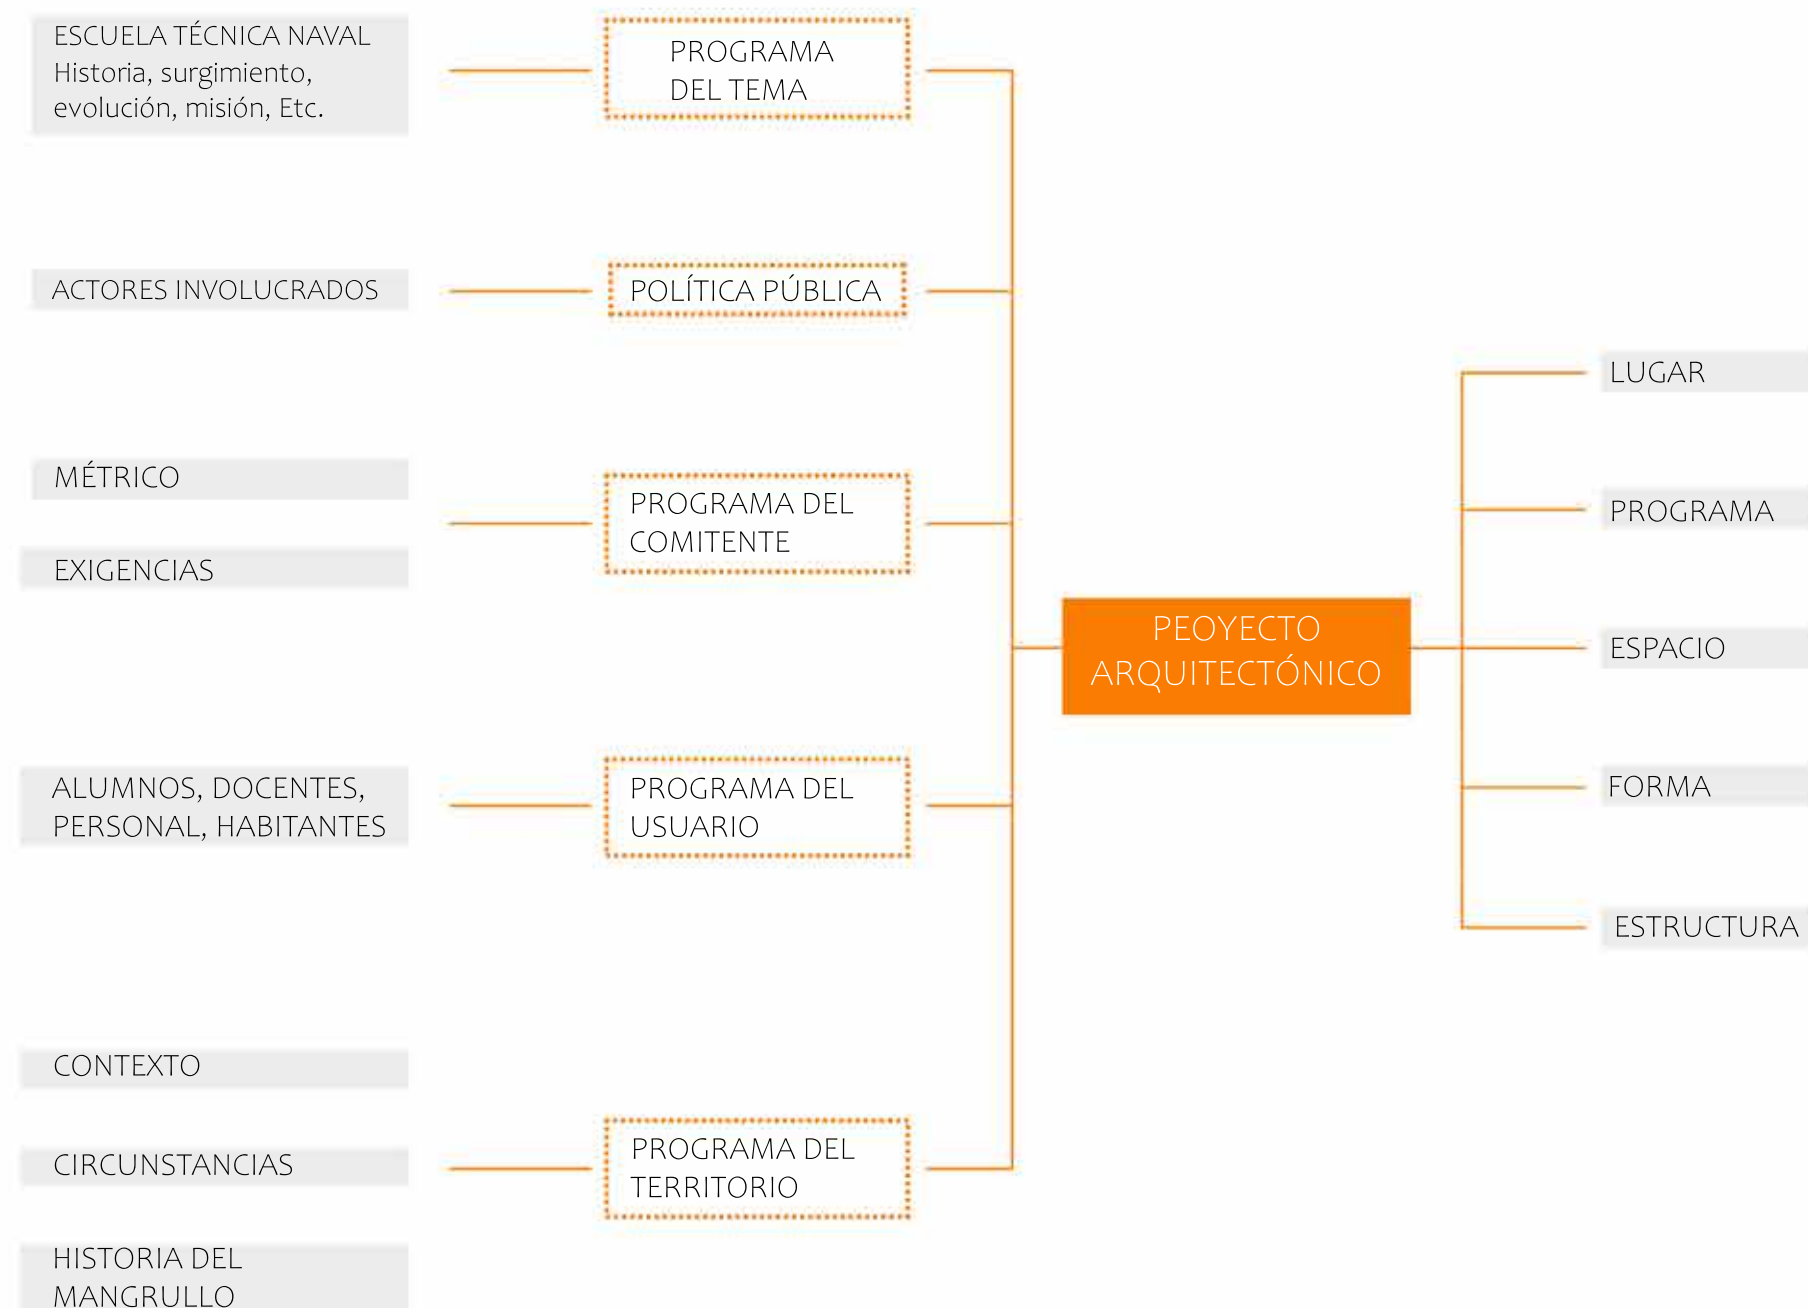 ESCUELA TÉCNICA NAVAL
Historia, surgimiento,
evolución, misión, Etc.
PROGRAMA
DEL TEMA
ACTORES INVOLUCRADOS
POLÍTICA PÚBLICA
MÉTRICO
EXIGENCIAS
PROGRAMA DEL
COMITENTE
ALUMNOS, DOCENTES,
PERSONAL, HABITANTES
PROGRAMA DEL
USUARIO
CONTEXTO
CIRCUNSTANCIAS
HISTORIA DEL
MANGRULLO
PROGRAMA DEL
TERRITORIO
PEOYECTO
ARQUITECTÓNICO
LUGAR
PROGRAMA
ESPACIO
FORMA
ESTRUCTURA